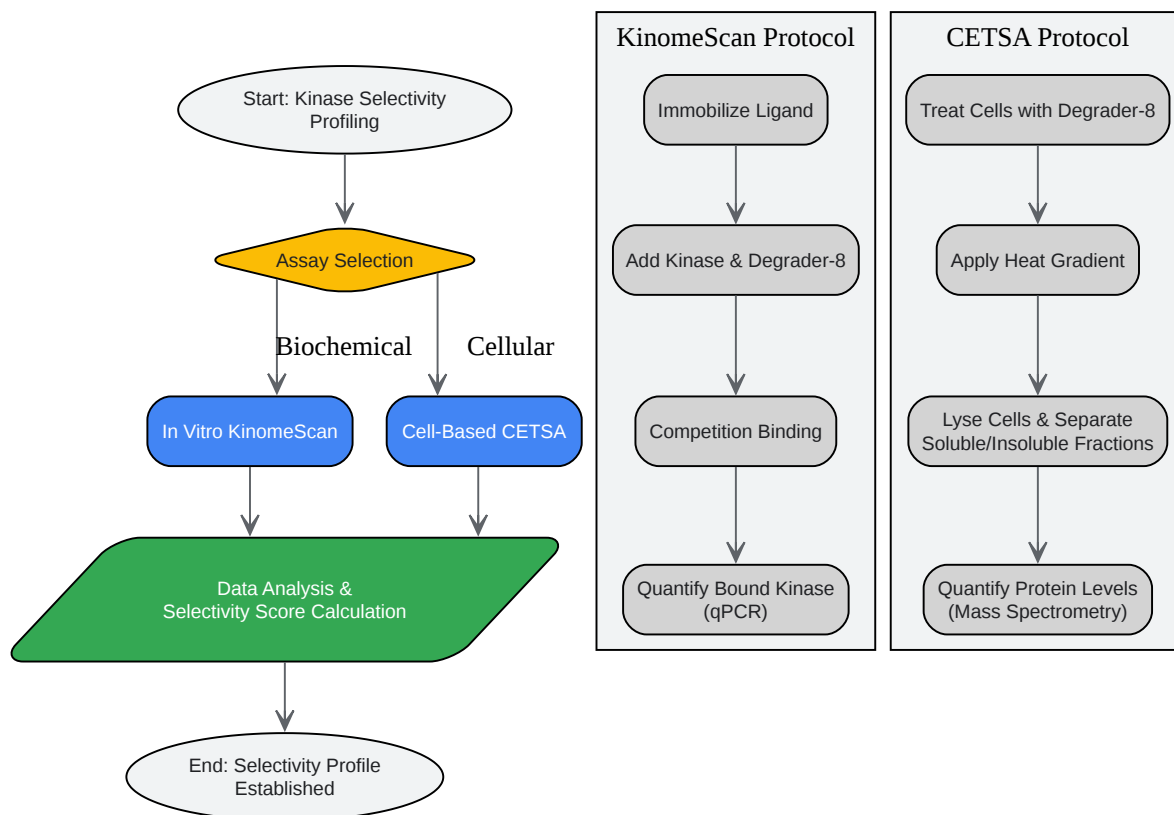 Start: Kinase Selectivity
Profiling
Assay Selection
Biochemical
Cellular
In Vitro KinomeScan
Cell-Based CETSA
Data Analysis &
Selectivity Score Calculation
End: Selectivity Profile
Established
KinomeScan Protocol
Immobilize Ligand
Add Kinase & Degrader-8
Competition Binding
Quantify Bound Kinase
(qPCR)
CETSA Protocol
Treat Cells with Degrader-8
Apply Heat Gradient
Lyse Cells & Separate
Soluble/Insoluble Fractions
Quantify Protein Levels
(Mass Spectrometry)